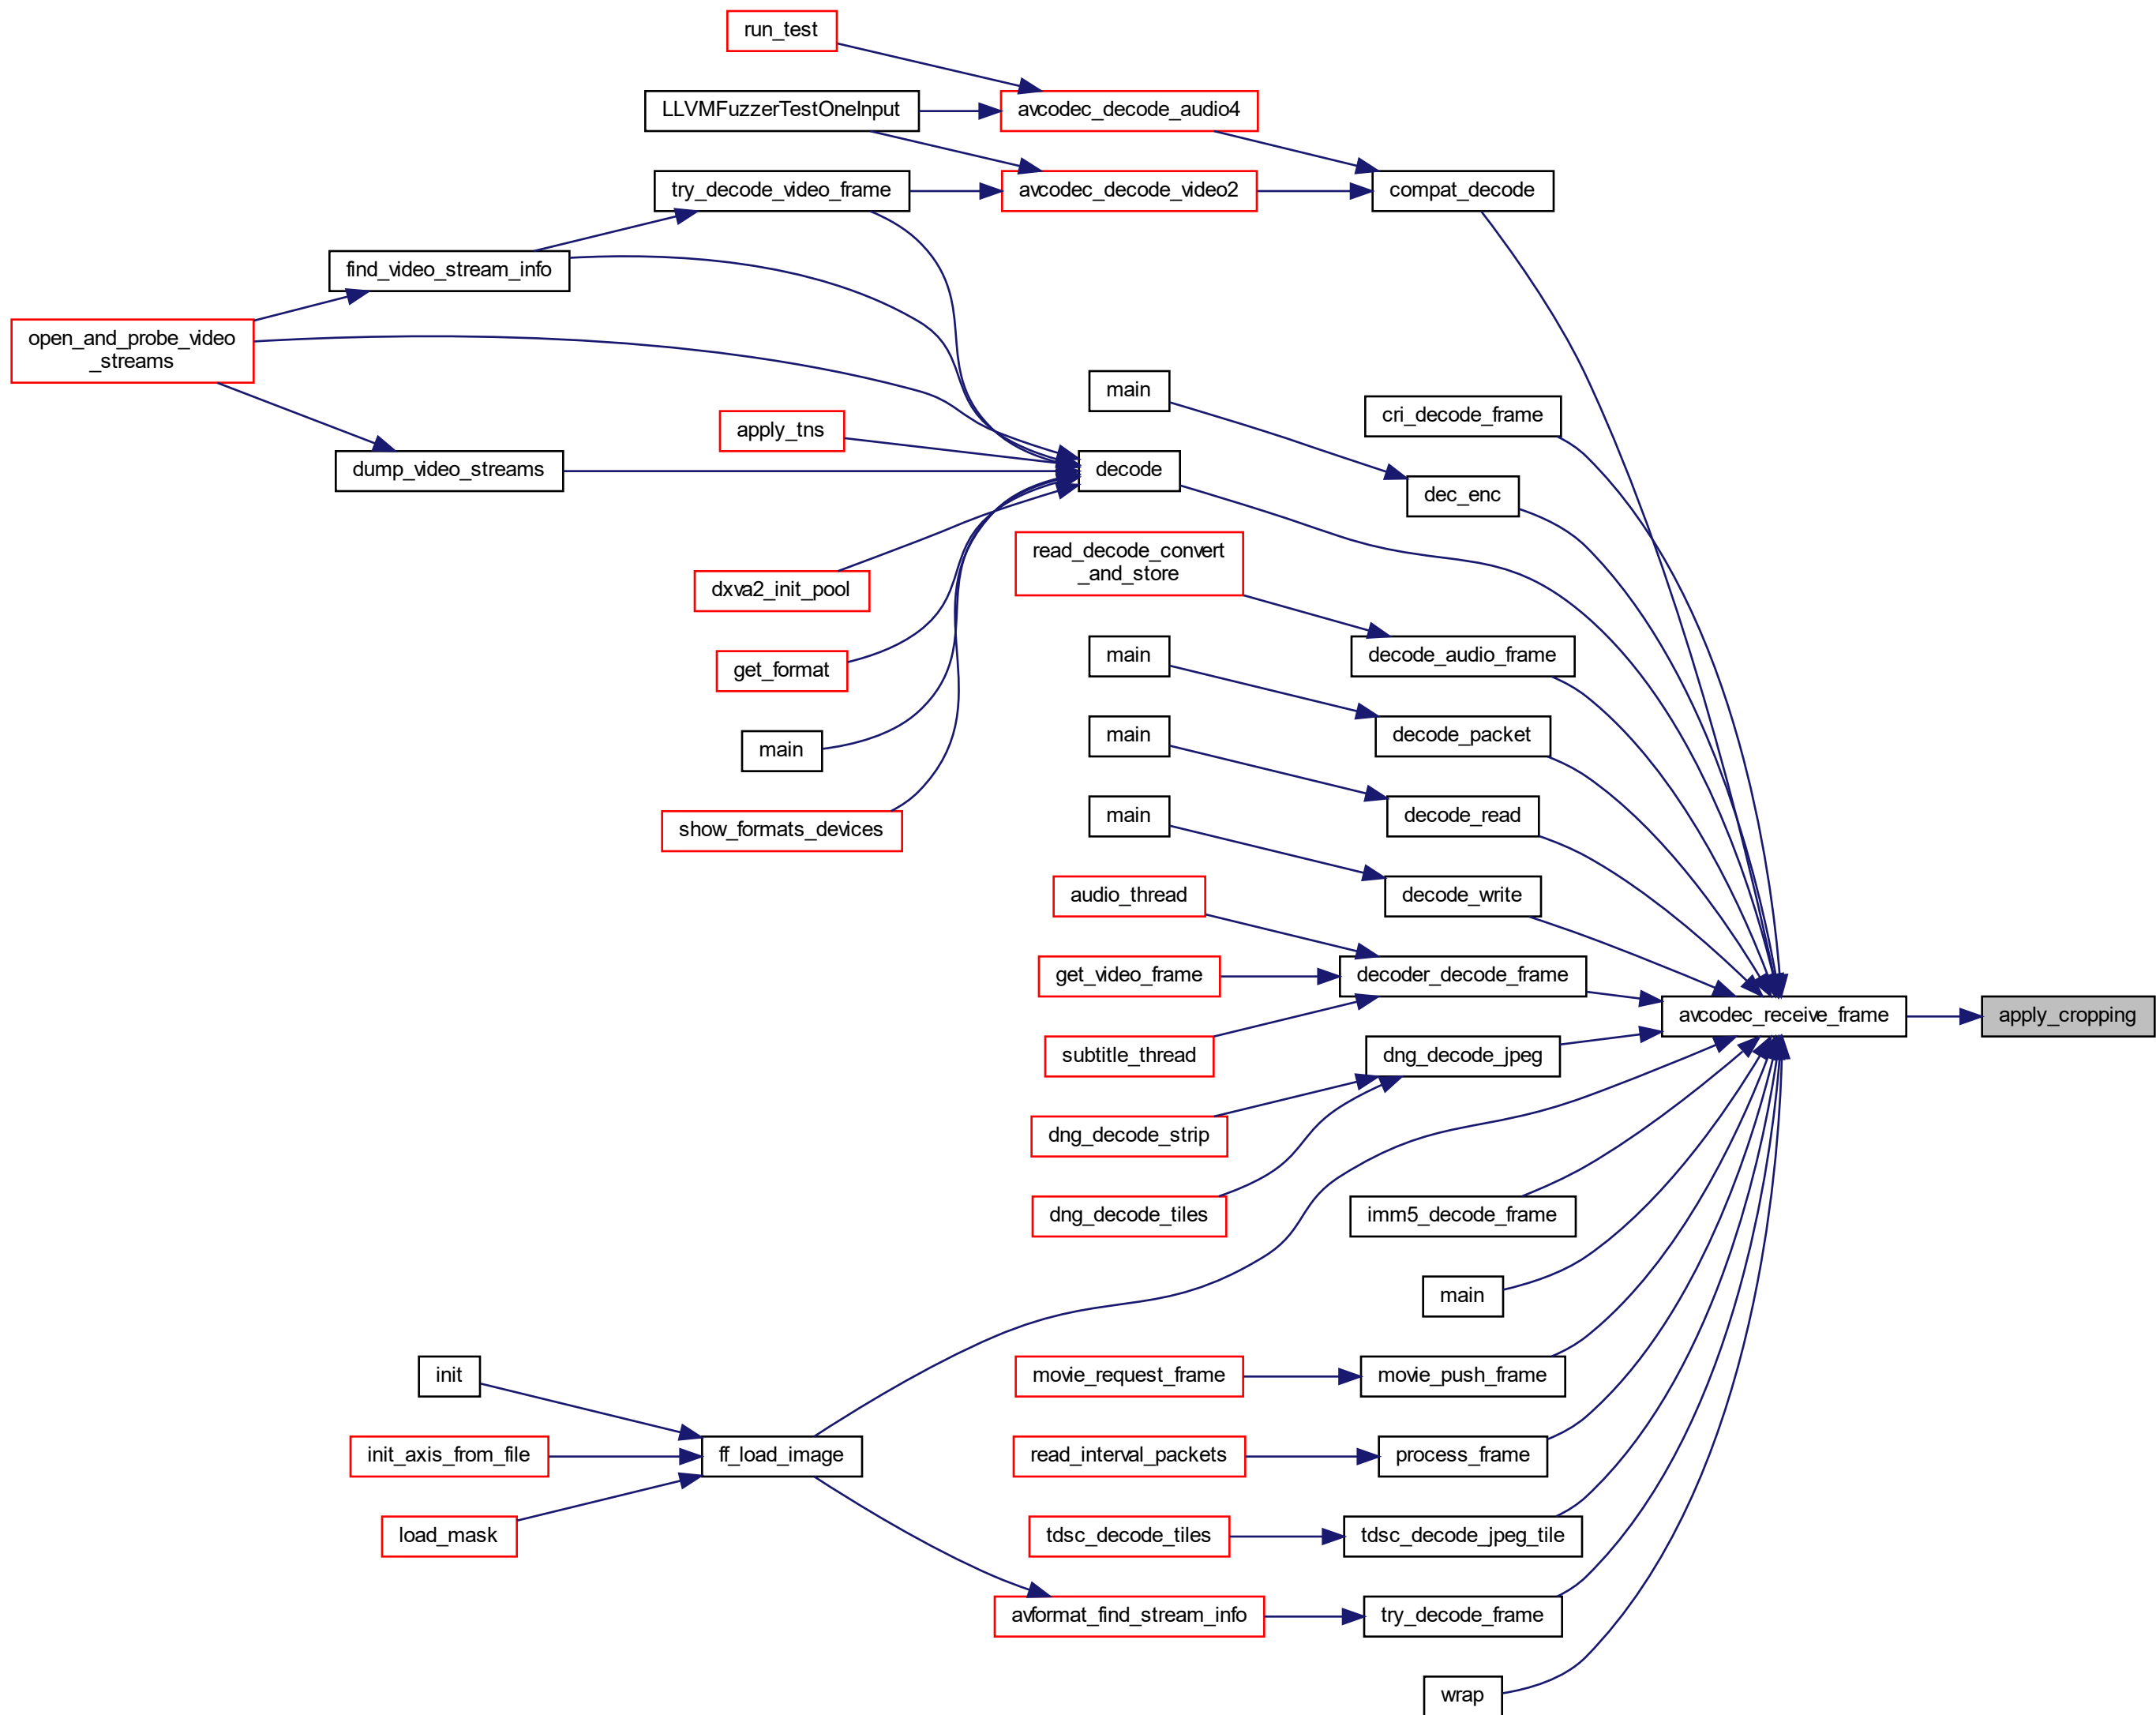 run_test
LLVMFuzzerTestOneInput
avcodec_decode_audio4
try_decode_video_frame
avcodec_decode_video2
compat_decode
find_video_stream_info
open_and_probe_video
_streams
main
cri_decode_frame
apply_tns
dump_video_streams
decode
dec_enc
read_decode_convert
_and_store
dxva2_init_pool
get_format
main
decode_audio_frame
main
main
decode_packet
show_formats_devices
main
decode_read
audio_thread
decode_write
get_video_frame
decoder_decode_frame
avcodec_receive_frame
apply_cropping
subtitle_thread
dng_decode_jpeg
dng_decode_strip
dng_decode_tiles
imm5_decode_frame
main
init
movie_request_frame
movie_push_frame
init_axis_from_file
ff_load_image
read_interval_packets
process_frame
load_mask
tdsc_decode_tiles
tdsc_decode_jpeg_tile
avformat_find_stream_info
try_decode_frame
wrap